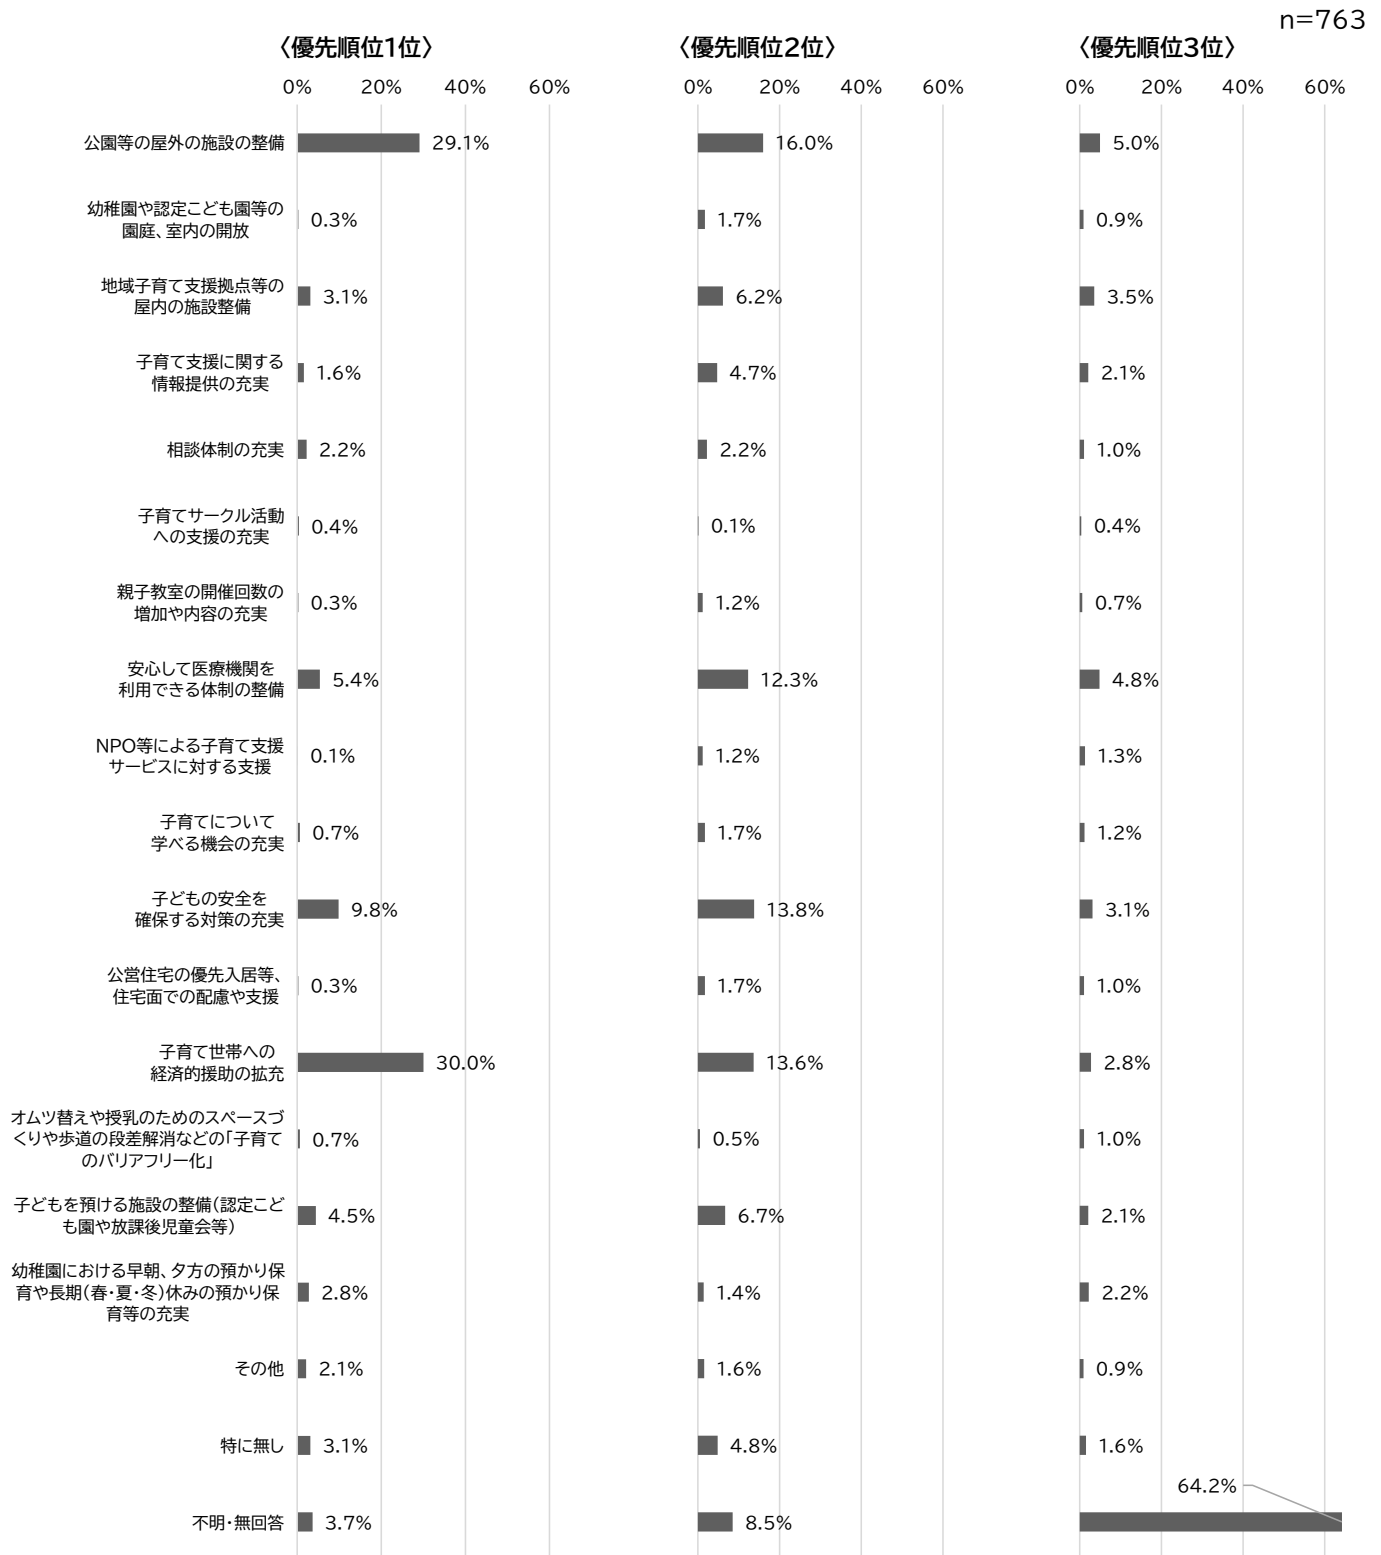 n=763
〈優先順位1位〉 〈優先順位2位〉 〈優先順位3位〉
0% 20% 40% 60% 0% 20% 40% 60% 0% 20% 40% 60%
公園等の屋外の施設の整備 29.1% 16.0% 5.0%
幼稚園や認定こども園等の
園庭、室内の開放
0.3% 1.7% 0.9%
地域子育て支援拠点等の
屋内の施設整備
3.1% 6.2% 3.5%
子育て支援に関する
情報提供の充実
1.6% 4.7% 2.1%
相談体制の充実 2.2% 2.2% 1.0%
子育てサークル活動
への支援の充実
0.4% 0.1% 0.4%
親子教室の開催回数の
増加や内容の充実
0.3% 1.2% 0.7%
安心して医療機関を
利用できる体制の整備
5.4% 12.3% 4.8%
NPO等による子育て支援
サービスに対する支援
0.1% 1.2% 1.3%
子育てについて
学べる機会の充実
0.7% 1.7% 1.2%
子どもの安全を
確保する対策の充実
9.8% 13.8% 3.1%
公営住宅の優先入居等、
住宅面での配慮や支援
0.3% 1.7% 1.0%
子育て世帯への
経済的援助の拡充
30.0% 13.6% 2.8%
オムツ替えや授乳のためのスペースづ
くりや歩道の段差解消などの「子育て
のバリアフリー化」
0.7% 0.5% 1.0%
子どもを預ける施設の整備(認定こど
も園や放課後児童会等)
4.5% 6.7% 2.1%
幼稚園における早朝、夕方の預かり保
育や長期(春・夏・冬)休みの預かり保
育等の充実
2.8% 1.4% 2.2%
その他 2.1% 1.6% 0.9%
特に無し 3.1% 4.8% 1.6%
不明・無回答 3.7% 8.5% 64.2%